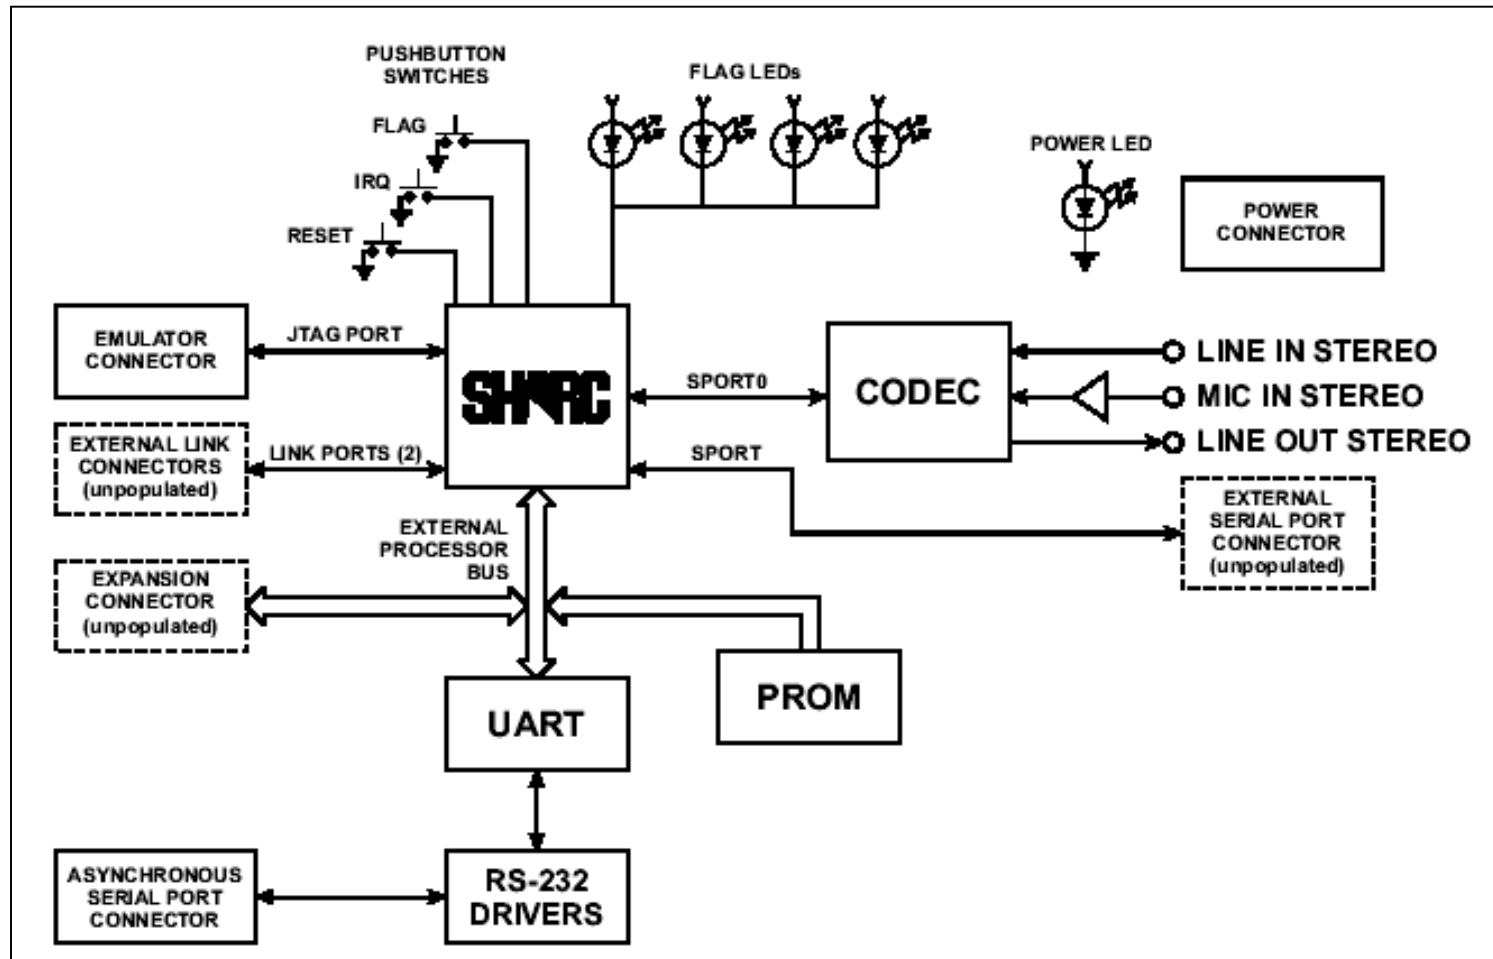 PUSHBUTTON
SWITCHES
FLAG LEDs
FLAG
POWER LED
IRQ
POWER
CONNECTOR
RESET
EMULATOR
CONNECTOR
JTAG PORT
SHARC
SPORT0
CODEC
LINE IN STEREO
MIC IN STEREO
LINE OUT STEREO
EXTERNAL LINK
CONNECTORS
(unpopulated)
LINK PORTS (2)
SPORT
EXTERNAL
SERIAL PORT
CONNECTOR
(unpopulated)
EXTERNAL
PROCESSOR
BUS
EXPANSION
CONNECTOR
(unpopulated)
PROM
UART
ASYNCHRONOUS
SERIAL PORT
CONNECTOR
RS-232
DRIVERS